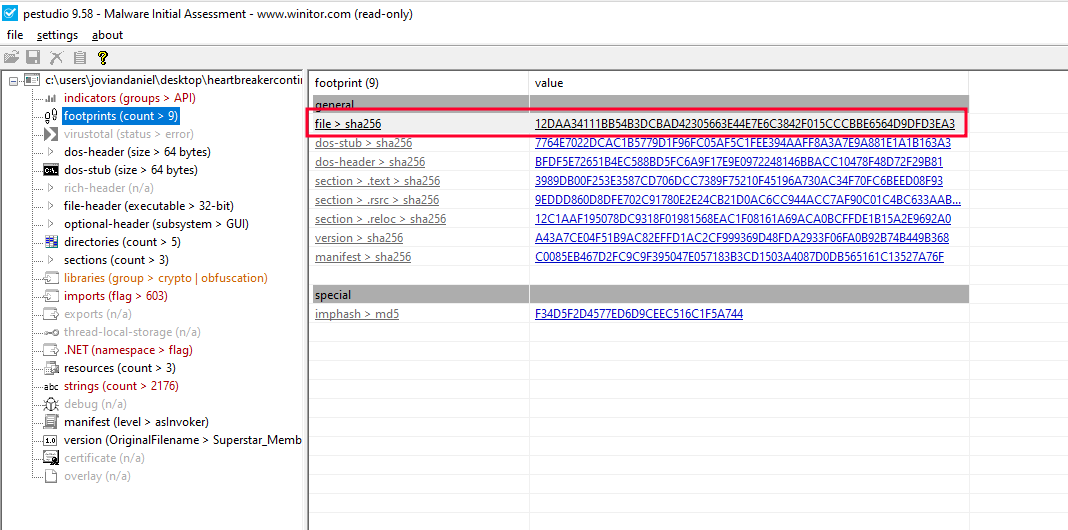 pestudio 9.58 - Malware Initial Assessment - www.winitor.com (read-only)
file settings about
c:\users\joviandaniel\desktop\heartbreakerconti
indicators (groups > API)
footprints (count > 9)
virustotal (status > error)
dos-header (size > 64 bytes)
dos-stub (size > 64 bytes)
rich-header (n/a)
file-header (executable > 32-bit)
optional-header (subsystem > GUI)
directories (count > 5)
sections (count > 3)
libraries (group > crypto | obfuscation)
imports (flag > 603)
exports (n/a)
thread-local-storage (n/a)
.NET (namespace > flag)
resources (count > 3)
abc strings (count > 2176)
debug (n/a)
manifest (level > asInvoker)
1.0 version (OriginalFilename > Superstar_Memb
certificate (n/a)
overlay (n/a)
footprint (9) value
general
file > sha256 12DAA34111BB54B3DCBAD42305663E44E7E6C3842F015CCCBBE6564D9DFD3EA3
dos-stub > sha256 7764E7022DCAC1B5779D1F96FC05AF5C1FEE394AAFF8A3A7E9A881E1A1B163A3
dos-header > sha256 BFDF5E72651B4EC588BD5FC6A9F17E9E0972248146BBACC10478F48D72F29B81
section > .text > sha256 3989DB00F253E3587CD706DCC7389F75210F45196A730AC34F70FC6BEED08F93
section > .rsrc > sha256 9EDDD860D8DFE702C91780E2E24CB21D0AC6CC944ACC7AF90C01C4BC633AAB...
section > .reloc > sha256 12C1AAF195078DC9318F01981568EAC1F08161A69ACA0BCFFDE1B15A2E9692A0
version > sha256 A43A7CE04F51B9AC82EFFD1AC2CF999369D48FDA2933F06FA0B92B74B449B368
manifest > sha256 C0085EB467D2FC9C9F395047E057183B3CD1503A4087D0DB565161C13527A76F
special
imphash > md5 F34D5F2D4577ED6D9CEEC516C1F5A744